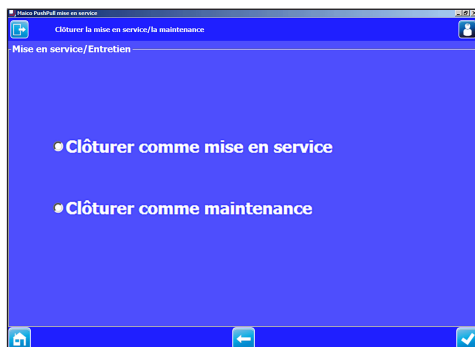 Maico PushPull mise en service
Clôturer la mise en service/la maintenance
Mise en service/Entretien
Clôturer comme mise en service
Clôturer comme maintenance